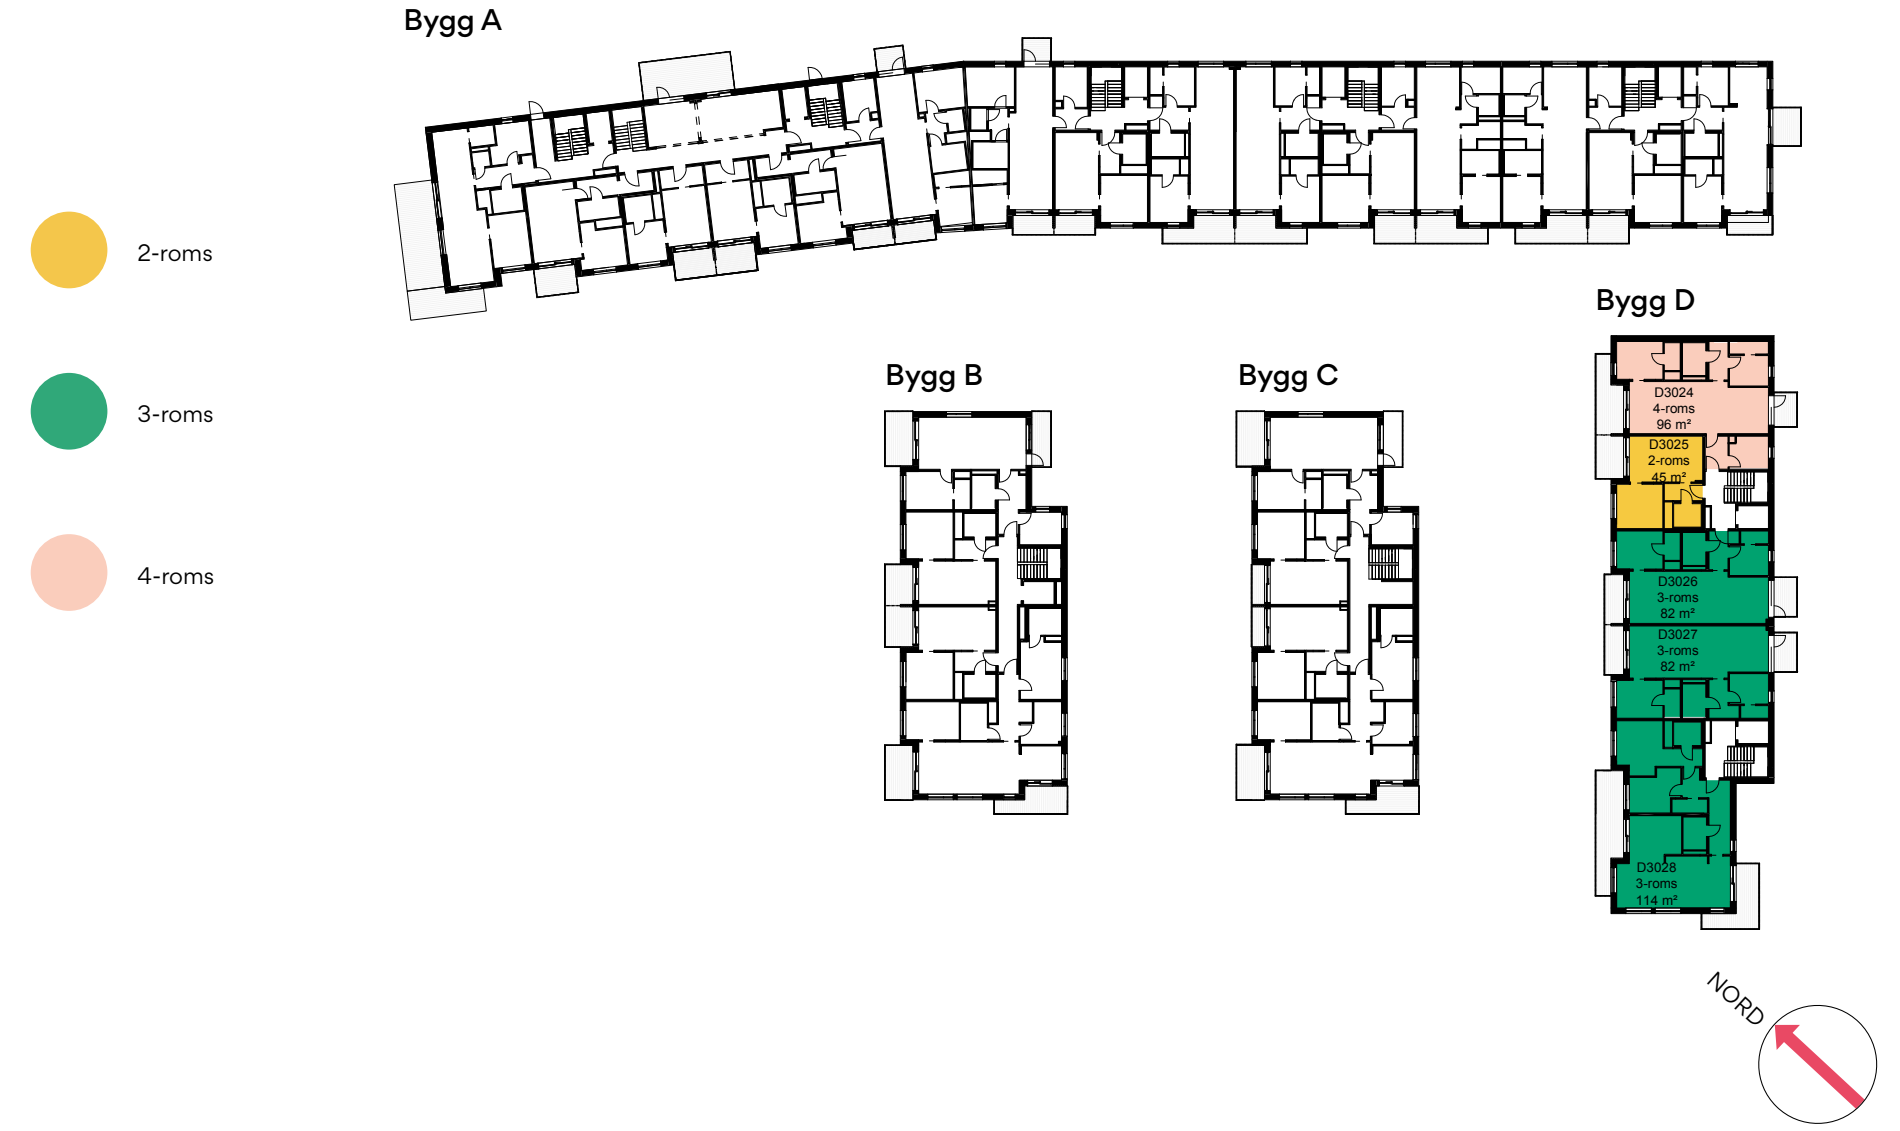 Bygg A
2-roms
3-roms
4-roms
Bygg B
Bygg C
Bygg D
D3024
4-roms
96 m²
D3025
2-roms
45 m²
D3026
3-roms
82 m²
D3027
3-roms
82 m²
D3028
3-roms
114 m²
NORD